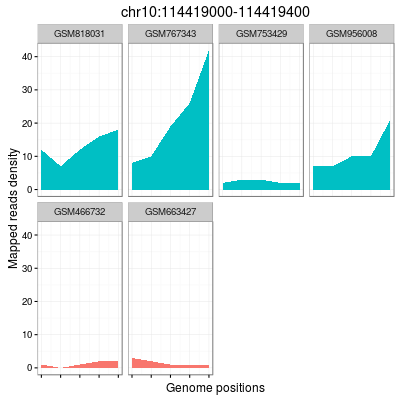 chr10:114419000-114419400
GSM818031 GSM767343 GSM753429 GSM956008
40
30
20
10
0
GSM466732 GSM663427
40
30
20
10
0
Mapped reads density
Genome positions